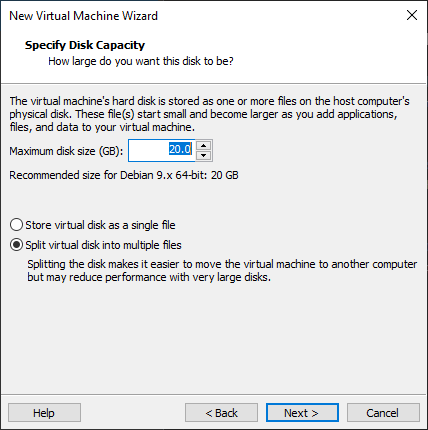 New Virtual Machine Wizard
Specify Disk Capacity
How large do you want this disk to be?
The virtual machine's hard disk is stored as one or more files on the host computer's
physical disk. These file(s) start small and become larger as you add applications,
files, and data to your virtual machine.
Maximum disk size (GB): 20.0
Recommended size for Debian 9.x 64-bit: 20 GB
Store virtual disk as a single file
Split virtual disk into multiple files
Splitting the disk makes it easier to move the virtual machine to another computer
but may reduce performance with very large disks.
Help < Back Next > Cancel